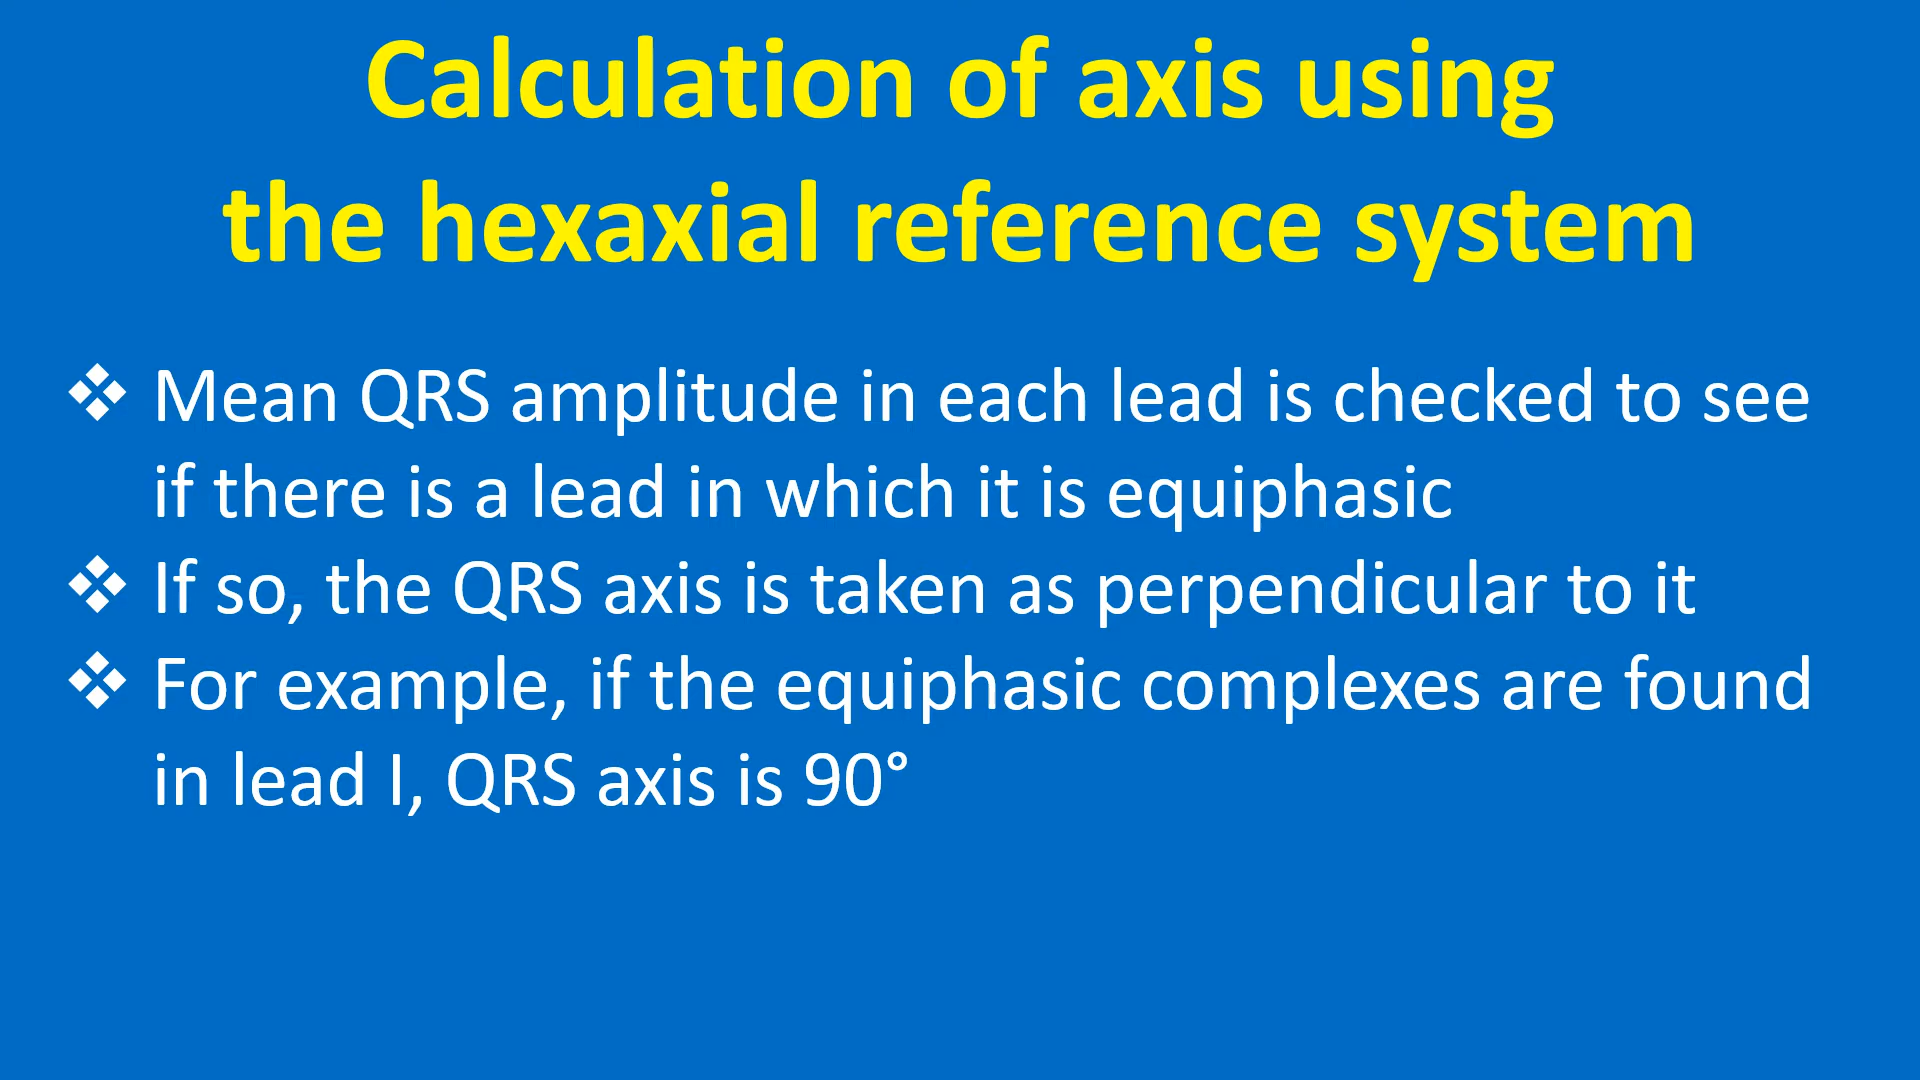 Calculation of axis using
the hexaxial reference system
❖ Mean QRS amplitude in each lead is checked to see
if there is a lead in which it is equiphasic
❖ If so, the QRS axis is taken as perpendicular to it
❖ For example, if the equiphasic complexes are found
in lead I, QRS axis is 90°